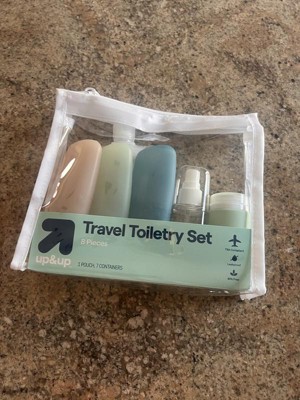 Travel Toiletry Set
8 Pieces
up&up
1 POUCH / 7 CONTAINERS